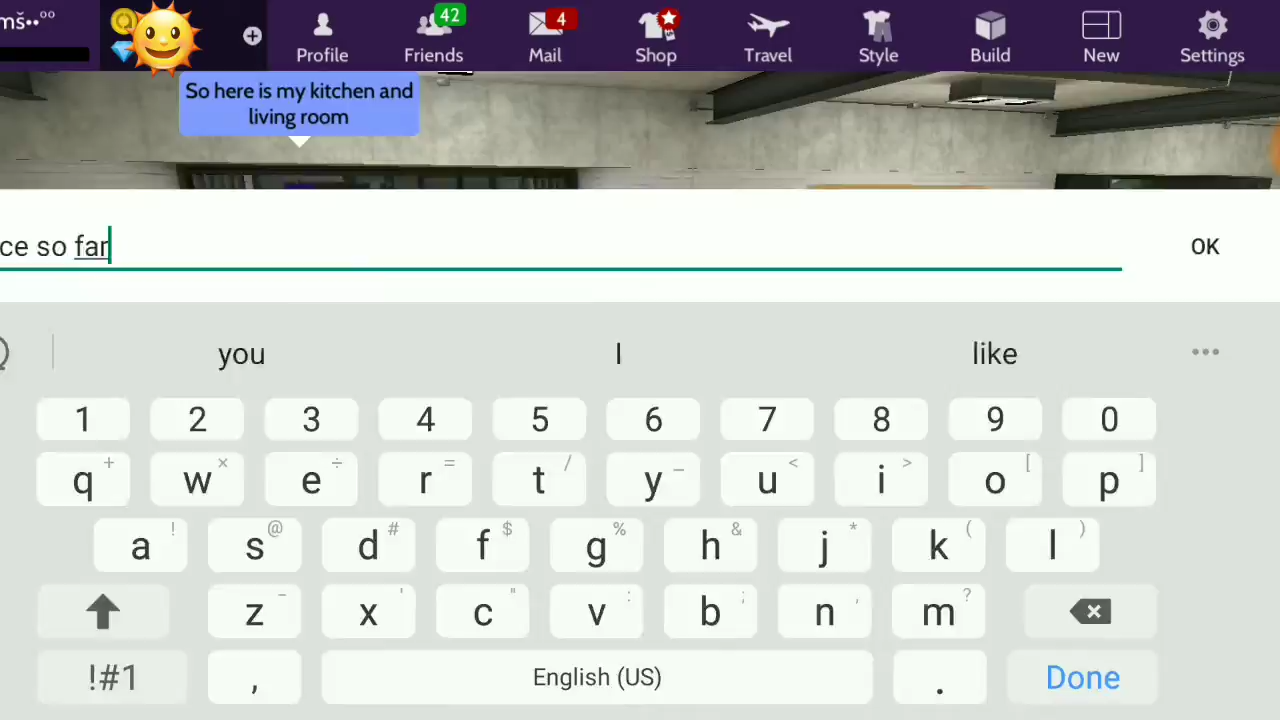 mš••°°
42
4
Profile
Friends
Mail
Shop
Travel
Style
Build
New
Settings
So here is my kitchen and
living room
ce so far
OK
you I like
1 2 3 4 5 6 7 8 9 0
q + w × e ÷ r = t / y _ u < i > o [ p ]
a ! s @ d # f $ g % h & j * k ( l )
z - x ' c " v : b ; n , m ?
!#1 , English (US) . Done